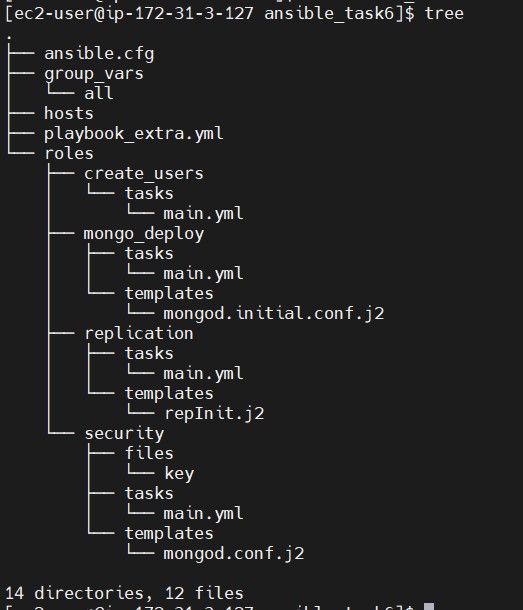 [ec2-user@ip-172-31-3-127 ansible_task6]$ tree
.
├── ansible.cfg
├── group_vars
│   └── all
├── hosts
├── playbook_extra.yml
└── roles
    ├── create_users
    │   └── tasks
    │       └── main.yml
    ├── mongo_deploy
    │   ├── tasks
    │   │   └── main.yml
    │   └── templates
    │       └── mongod.initial.conf.j2
    ├── replication
    │   ├── tasks
    │   │   └── main.yml
    │   └── templates
    │       └── repInit.j2
    └── security
        ├── files
        │   └── key
        ├── tasks
        │   └── main.yml
        └── templates
            └── mongod.conf.j2

14 directories, 12 files